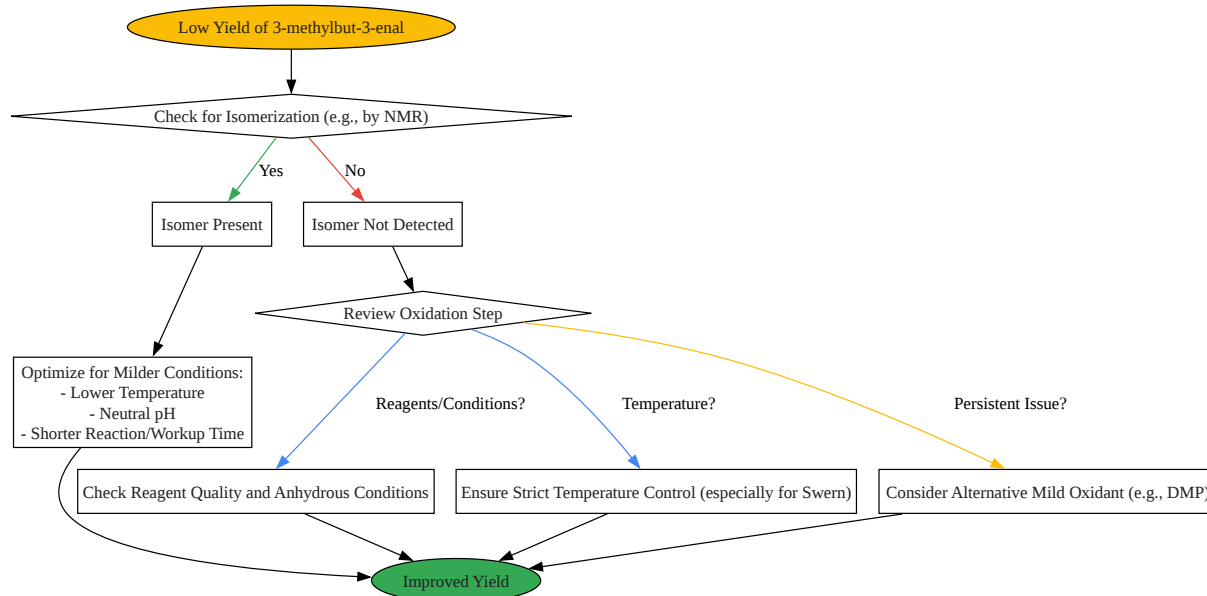 Low Yield of 3-methylbut-3-enal
Check for Isomerization (e.g., by NMR)
Yes
No
Isomer Present
Isomer Not Detected
Review Oxidation Step
Optimize for Milder Conditions:
- Lower Temperature
- Neutral pH
- Shorter Reaction/Workup Time
Reagents/Conditions?
Temperature?
Persistent Issue?
Check Reagent Quality and Anhydrous Conditions
Ensure Strict Temperature Control (especially for Swern)
Consider Alternative Mild Oxidant (e.g., DMP)
Improved Yield